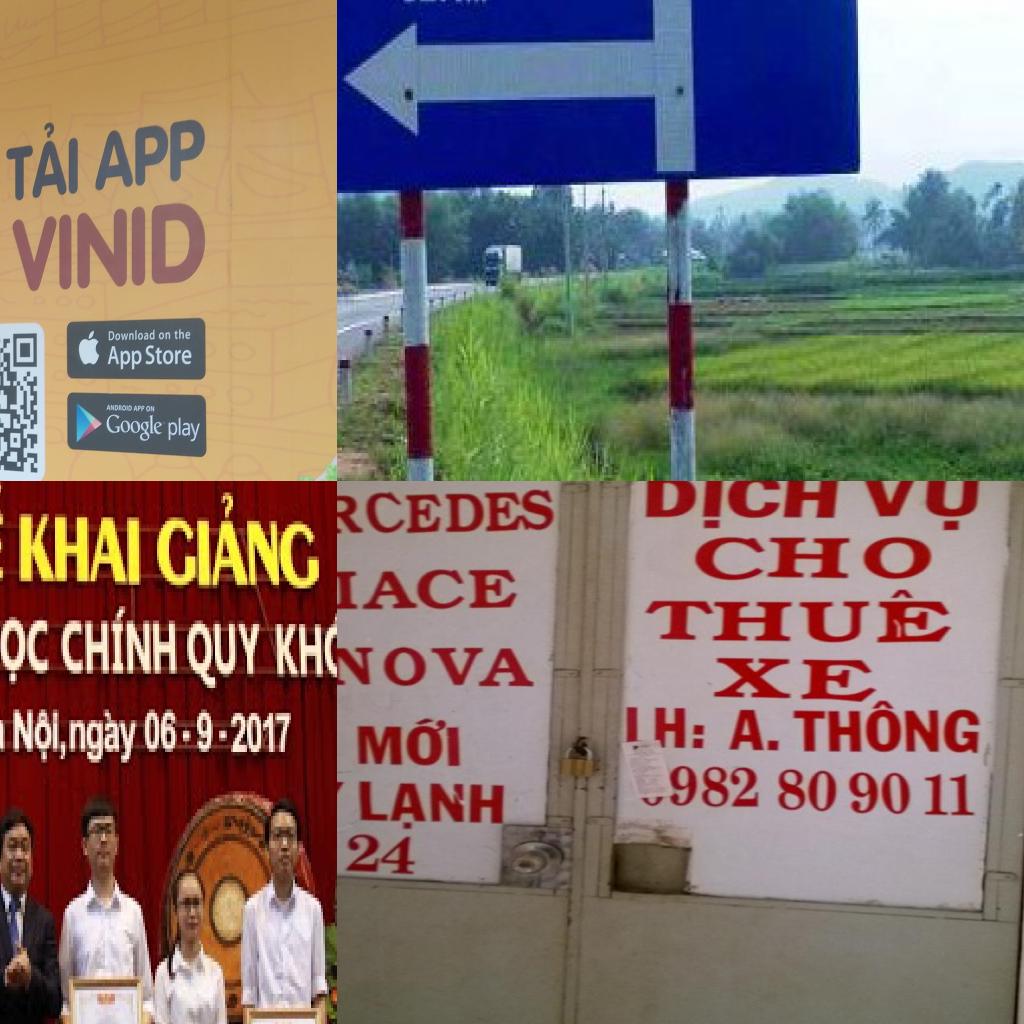 TẢI APP
VINID
Download on the
App Store
ANDROID APP ON
Google play
KHAI GIẢNG
ỌC CHÍNH QUY KHÓ
Nội, ngày 06 - 9 - 2017
RCEDES
IACE
NOVA
MỚI
LẠNH
24
DỊCH VỤ
CHO
THUÊ
XE
LH: A. THÔNG
0982 80 90 11